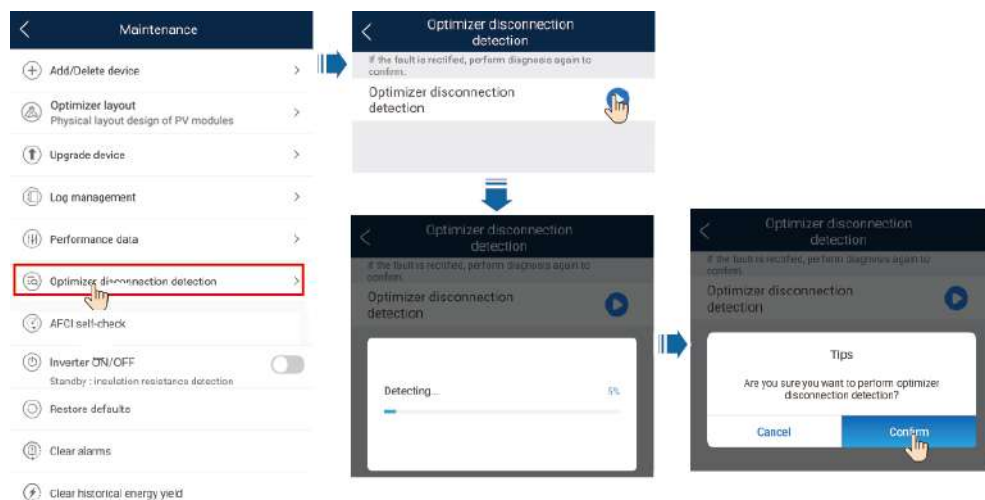 Maintenance
Add/Delete device
Optimizer layout
Physical layout design of PV modules
Upgrade device
Log management
Performance data
Optimizer disconnection detection
AFCI self-check
Inverter ON/OFF
Standby : insulation resistance detection
Restore defaults
Clear alarms
Clear historical energy yield
Optimizer disconnection
detection
If the fault is rectified, perform diagnosis again to
confirm.
Optimizer disconnection
detection
Optimizer disconnection
detection
If the fault is rectified, perform diagnosis again to
confirm.
Optimizer disconnection
detection
Detecting...
5%
Optimizer disconnection
detection
If the fault is rectified, perform diagnosis again to
confirm.
Optimizer disconnection
detection
Tips
Are you sure you want to perform optimizer
disconnection detection?
Cancel
Confirm